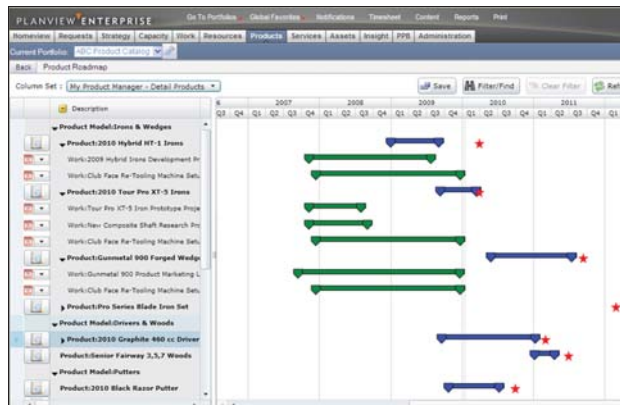 PLANVIEW ENTERPRISE
Go To Portfolios Global Favorites Notifications Timesheet Content Reports Print
Homeview Requests Strategy Capacity Work Resources Products Services Assets Insight PPB Administration
Current Portfolio: ABC Product Catalog
Back Product Roadmap
Column Set : My Product Manager - Detail Products Save Filter/Find Clear Filter
2007 2008 2009 2010 2011
Description Q3 Q4 Q1 Q2 Q3 Q4 Q1 Q2 Q3 Q4 Q1 Q2 Q3 Q4 Q1 Q2 Q3 Q4 Q1 Q2 Q3 Q4 Q1
Product Model:Irons & Wedges
Product:2010 Hybrid HT-1 Irons
Work:2009 Hybrid Irons Development Pr
Work:Club Face Re-Tooling Machine Setu
Product:2010 Tour Pro XT-5 Irons
Work:Tour Pro XT-5 Iron Prototype Proje
Work:New Composite Shaft Research Pro
Work:Club Face Re-Tooling Machine Setu
Product:Gunmetal 900 Forged Wedge
Work:Gunmetal 900 Product Marketing L
Work:Club Face Re-Tooling Machine Setu
Product:Pro Series Blade Iron Set
Product Model:Drivers & Woods
Product:2010 Graphite 460 cc Driver
Product:Senior Fairway 3,5,7 Woods
Product Model:Putters
Product:2010 Black Razor Putter